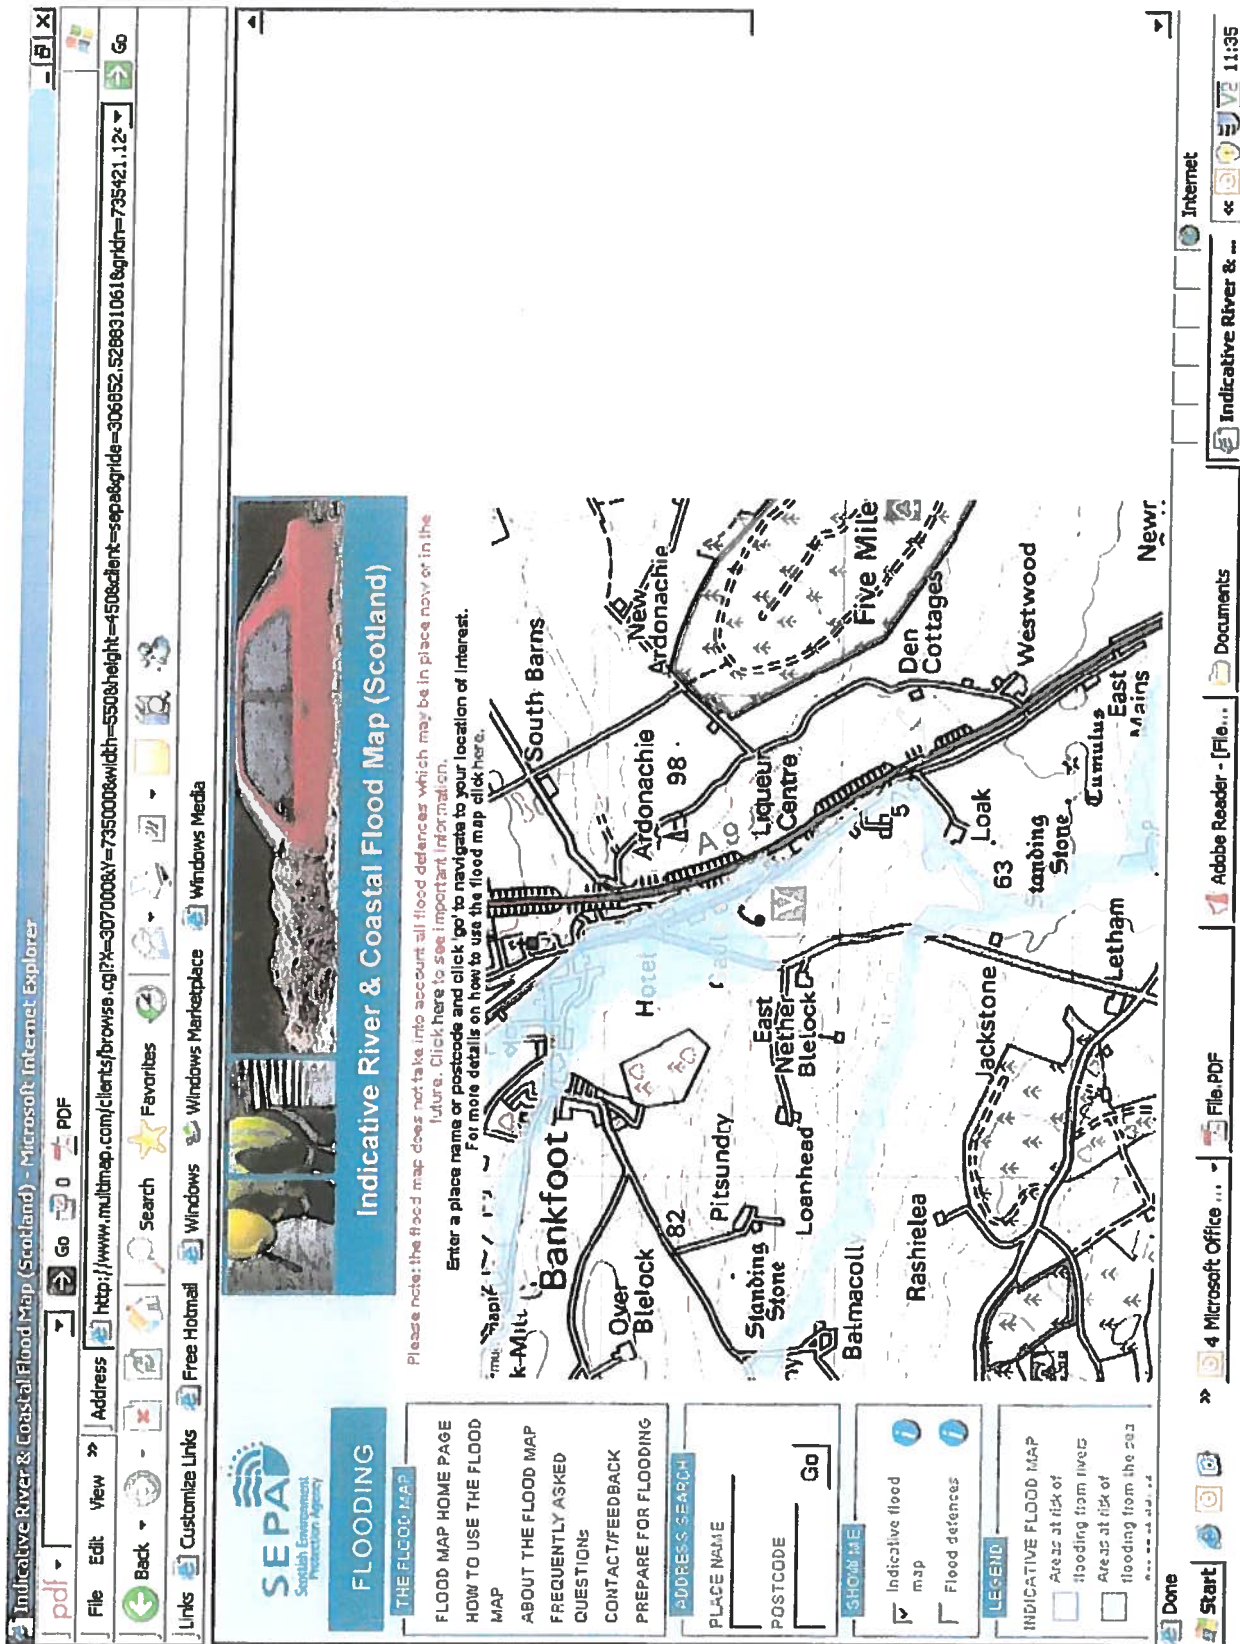 Indicative River & Coastal Flood Map (Scotland) - Microsoft Internet Explorer
pdf
Go
0
PDF
File Edit View » Address http://www.multimap.com/clients/browse.cgi?X=307000&Y=735000&width=550&height=450&client=sepa&gride=306852.528831061&gridn=735421.12
Go
Back
Search
Favorites
Links Customize Links Free Hotmail Windows Windows Marketplace Windows Media
SEPA
Scottish Environment
Protection Agency
FLOODING
Indicative River & Coastal Flood Map (Scotland)
THE FLOOD MAP
FLOOD MAP HOME PAGE
HOW TO USE THE FLOOD
MAP
ABOUT THE FLOOD MAP
FREQUENTLY ASKED
QUESTIONS
CONTACT/FEEDBACK
PREPARE FOR FLOODING
ADDRESS SEARCH
PLACE NAME
POSTCODE
Go
SHOW ME
Indicative flood
map
Flood defences
LEGEND
INDICATIVE FLOOD MAP
Areas at risk of
flooding from rivers
Areas at risk of
flooding from the sea
Please note: the flood map does not take into account all flood defences which may be in place now or in the
future. Click here to see important information.
Enter a place name or postcode and click 'go' to navigate to your location of interest.
For more details on how to use the flood map click here.
k-Mill
Bankfoot
South Barns
New
Ardonachie
Over
Blelock
82
Pitsundry
Hotel
Ardonachie
98
A 9
Standing
Stone
Loanhead
East
Nether
Blelock
6
Liqueur
Centre
Five Mile
Balmacoll
5
Den
Cottages
Rashielea
Jackstone
63
Loak
Westwood
Standing
Stone
Tumulus
Letham
East
Mains
Newr
Done
Internet
Start
»
4 Microsoft Office ...
File.PDF
Adobe Reader - [File....
Documents
Indicative River & ...
«
11:35